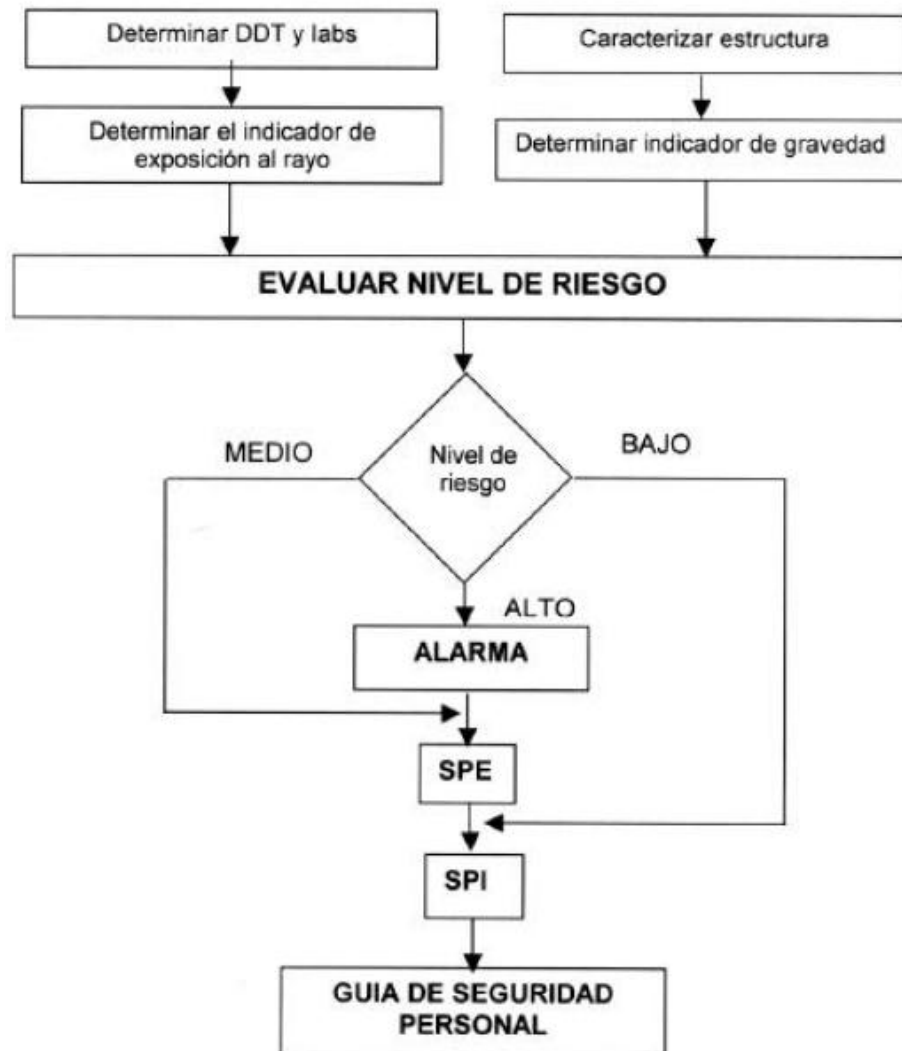 Determinar DDT y Iabs
Caracterizar estructura
Determinar el indicador de
exposición al rayo
Determinar indicador de gravedad
EVALUAR NIVEL DE RIESGO
MEDIO
Nivel de
riesgo
BAJO
ALTO
ALARMA
SPE
SPI
GUIA DE SEGURIDAD
PERSONAL